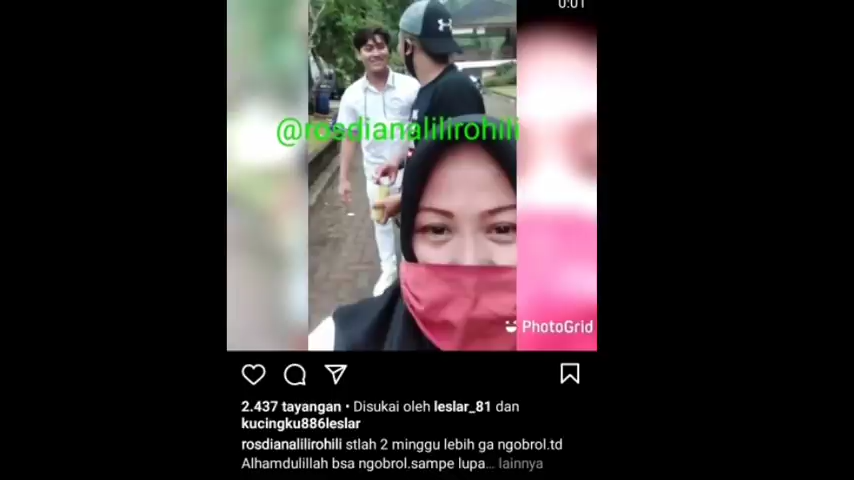 0:01
@rosdianalilirohili
PhotoGrid
2.437 tayangan • Disukai oleh leslar_81 dan
kucingku886leslar
rosdianalilirohili stlah 2 minggu lebih ga ngobrol.td
Alhamdulillah bsa ngobrol.sampe lupa... lainnya